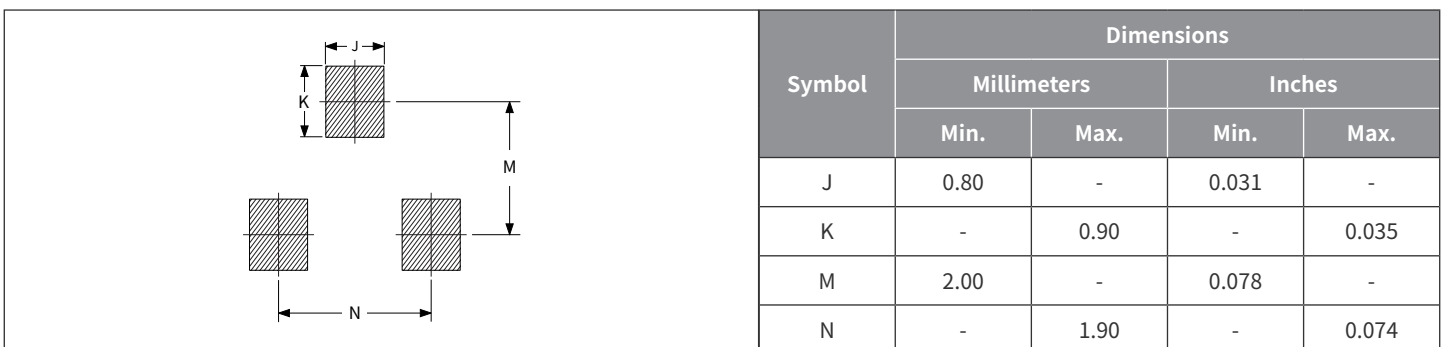 J
K
M
N
Symbol
Dimensions
Millimeters Inches
Min. Max. Min. Max.
J 0.80 - 0.031 -
K - 0.90 - 0.035
M 2.00 - 0.078 -
N - 1.90 - 0.074